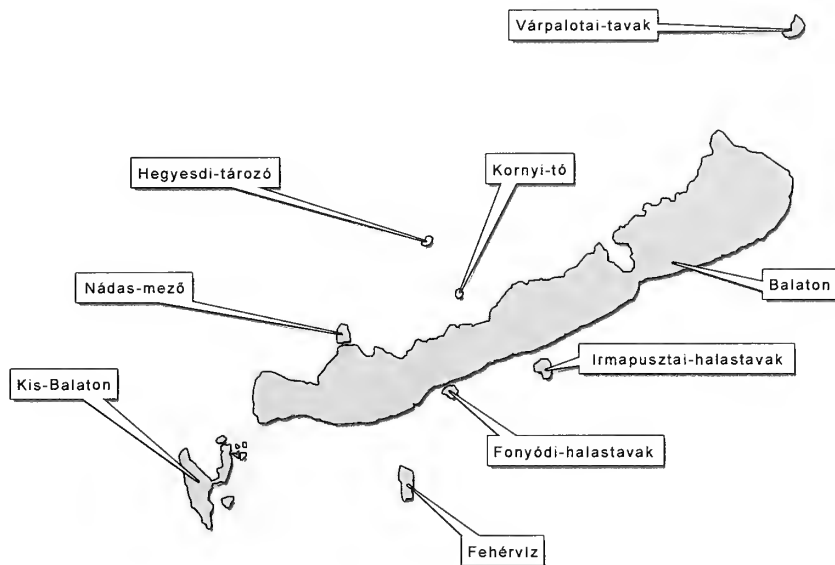 Várpalotai-tavak
Hegyesdi-tározó
Kornyi-tó
Nádas-mező
Balaton
Irmapusztai-halastavak
Kis-Balaton
Fonyódi-halastavak
Fehérvíz